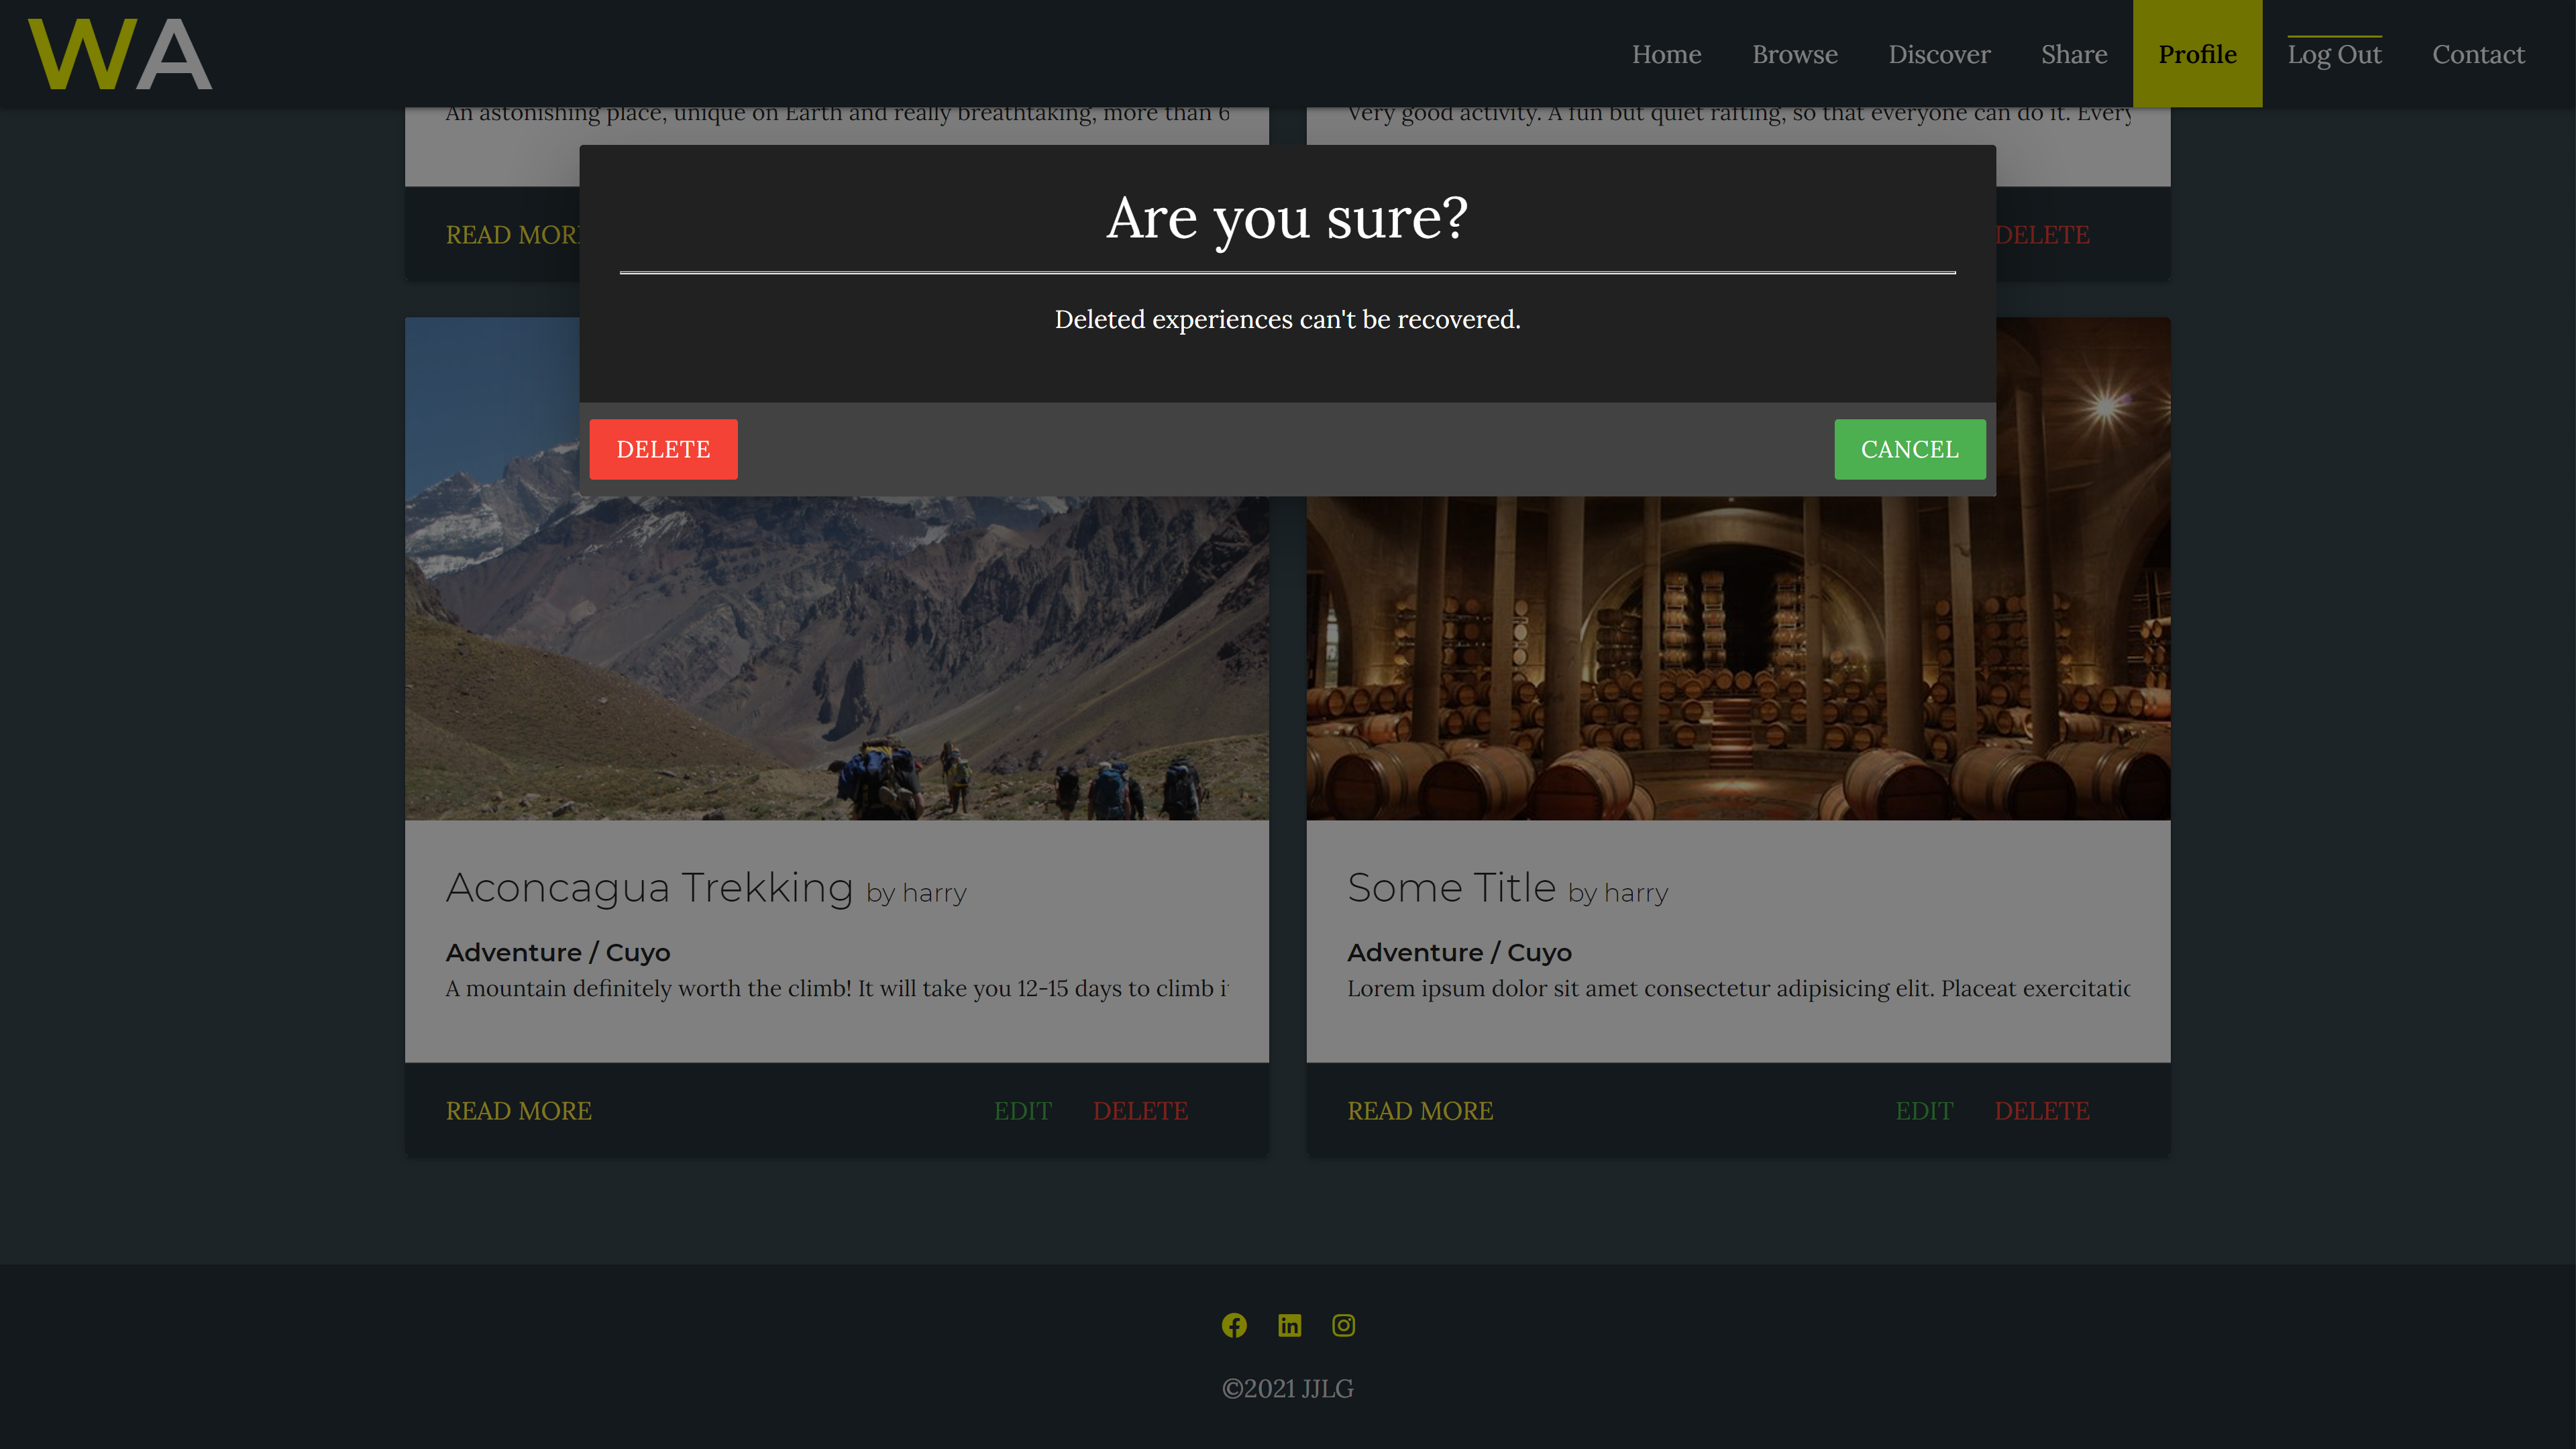 WA
Home Browse Discover Share Profile Log Out Contact
An astonishing place, unique on Earth and really breathtaking, more than 6
Very good activity. A fun but quiet rafting, so that everyone can do it. Every
Are you sure?
Deleted experiences can't be recovered.
READ MOR
DELETE
DELETE
CANCEL
Aconcagua Trekking by harry
Adventure / Cuyo
A mountain definitely worth the climb! It will take you 12-15 days to climb i
READ MORE EDIT DELETE
Some Title by harry
Adventure / Cuyo
Lorem ipsum dolor sit amet consectetur adipisicing elit. Placeat exercitatio
READ MORE EDIT DELETE
©2021 JJLG